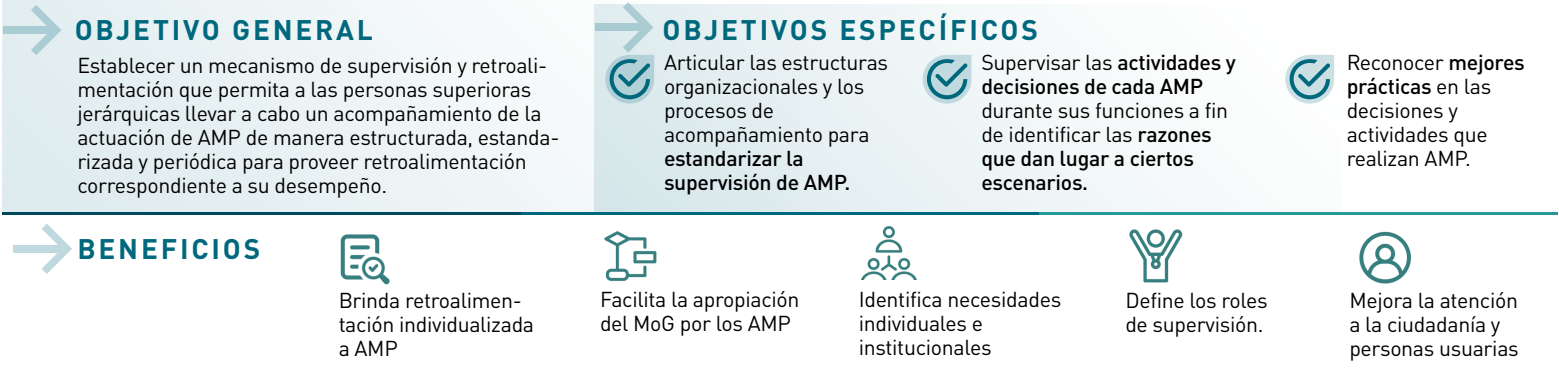 OBJETIVO GENERAL
Establecer un mecanismo de supervisión y retroali-
mentación que permita a las personas superioras
jerárquicas llevar a cabo un acompañamiento de la
actuación de AMP de manera estructurada, estanda-
rizada y periódica para proveer retroalimentación
correspondiente a su desempeño.
OBJETIVOS ESPECÍFICOS
Articular las estructuras
organizacionales y los
procesos de
acompañamiento para
estandarizar la
supervisión de AMP.
Supervisar las actividades y
decisiones de cada AMP
durante sus funciones a fin
de identificar las razones
que dan lugar a ciertos
escenarios.
Reconocer mejores
prácticas en las
decisiones y
actividades que
realizan AMP.
BENEFICIOS
Brinda retroalimen-
tación individualizada
a AMP
Facilita la apropiación
del MoG por los AMP
Identifica necesidades
individuales e
institucionales
Define los roles
de supervisión.
Mejora la atención
a la ciudadanía y
personas usuarias